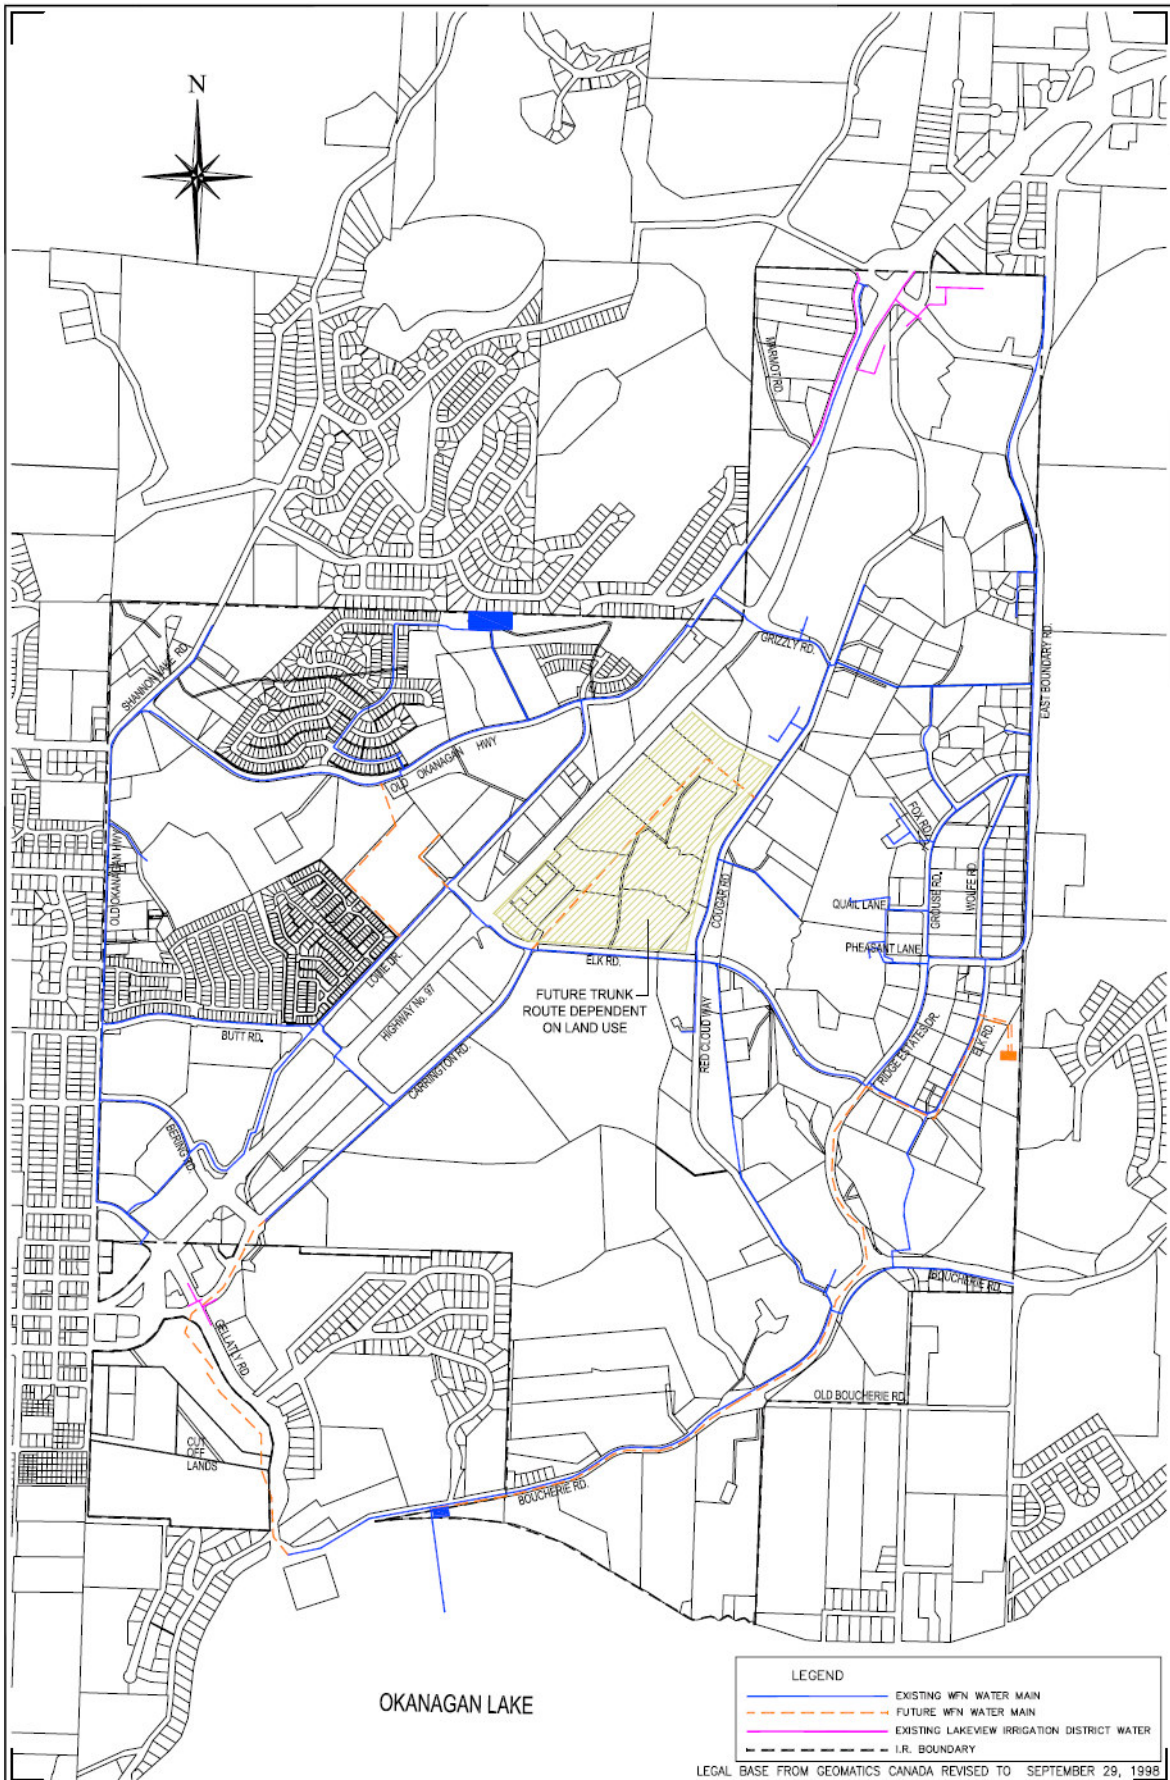 N
MARMOT RD.
GRIZZLY RD.
EAST BOUNDARY RD.
SHANNON LAKE RD.
OLD OKANAGAN HWY
OLD OKANAGAN HWY
FOX RD.
GROUSE RD.
WOLFE RD.
COUGAR RD.
QUAIL LANE
PHEASANT LANE
ELK RD.
LOUIE DR.
HIGHWAY No. 97
FUTURE TRUNK
ROUTE DEPENDENT
ON LAND USE
BUTT RD.
CARRINGTON RD.
RED CLOUD WAY
RIDGE ESTATES DR.
ELK RD.
BERING RD.
BOUCHERIE RD.
GELLATLY RD.
OLD BOUCHERIE RD.
CUT
OFF
LANDS
BOUCHERIE RD.
OKANAGAN LAKE
LEGEND
EXISTING WFN WATER MAIN
FUTURE WFN WATER MAIN
EXISTING LAKEVIEW IRRIGATION DISTRICT WATER
I.R. BOUNDARY
LEGAL BASE FROM GEOMATICS CANADA REVISED TO SEPTEMBER 29, 1998